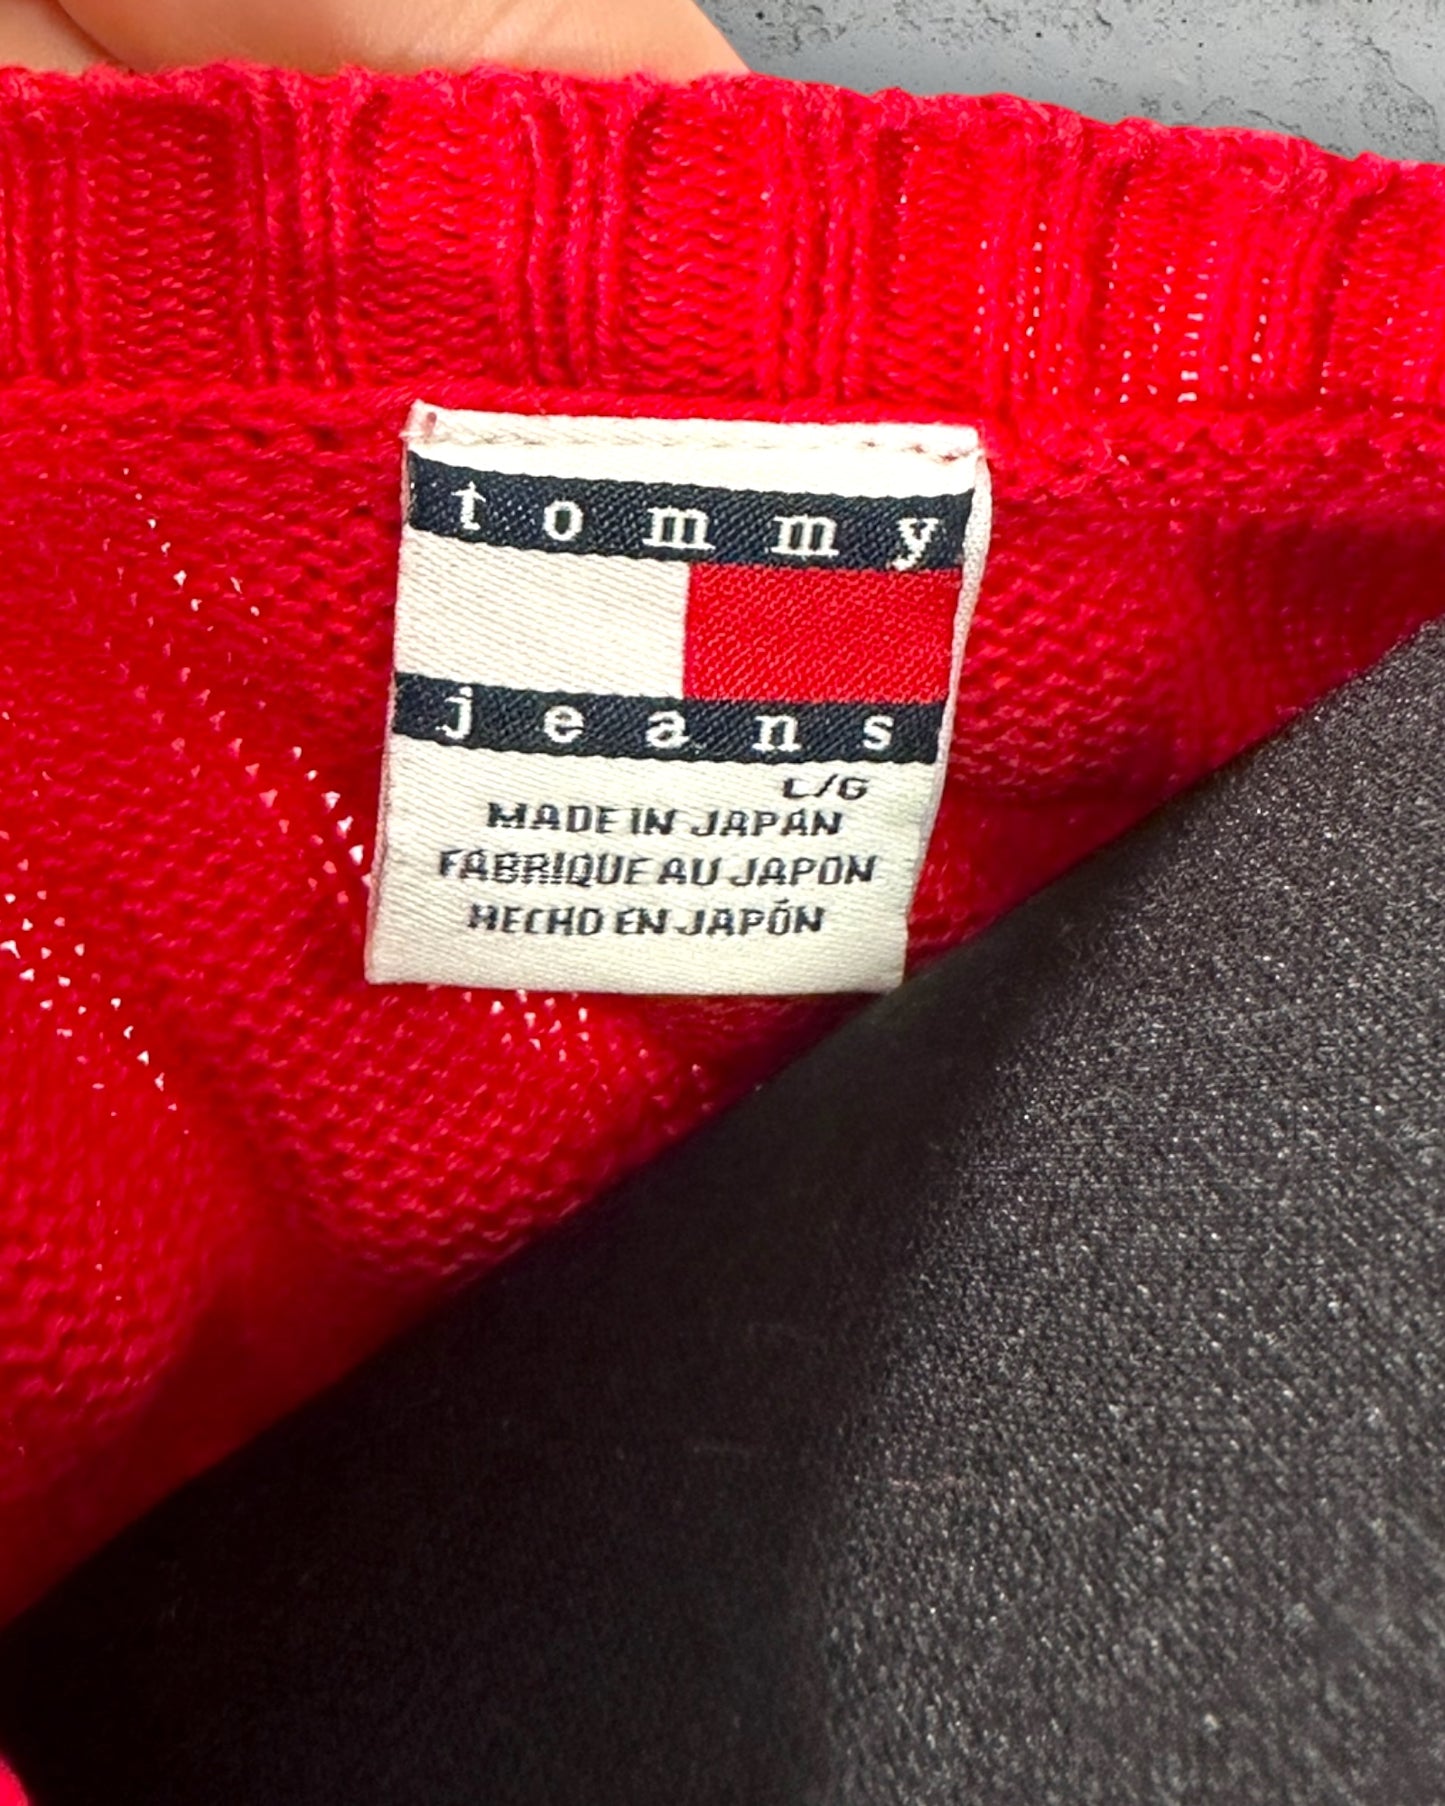 tommy
jeans
L/G
MADE IN JAPAN
FABRIQUE AU JAPON
HECHO EN JAPÓN